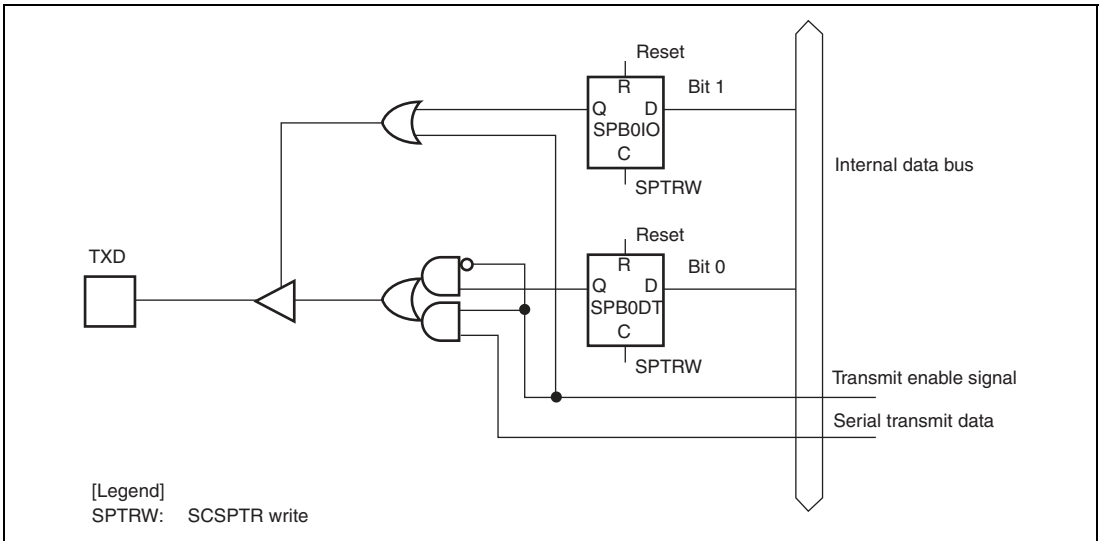 Reset
R
Bit 1
Q D
SPB0IO
C
SPTRW
Internal data bus
Reset
TXD
R
Bit 0
Q D
SPB0DT
C
SPTRW
Transmit enable signal
Serial transmit data
[Legend]
SPTRW: SCSPTR write